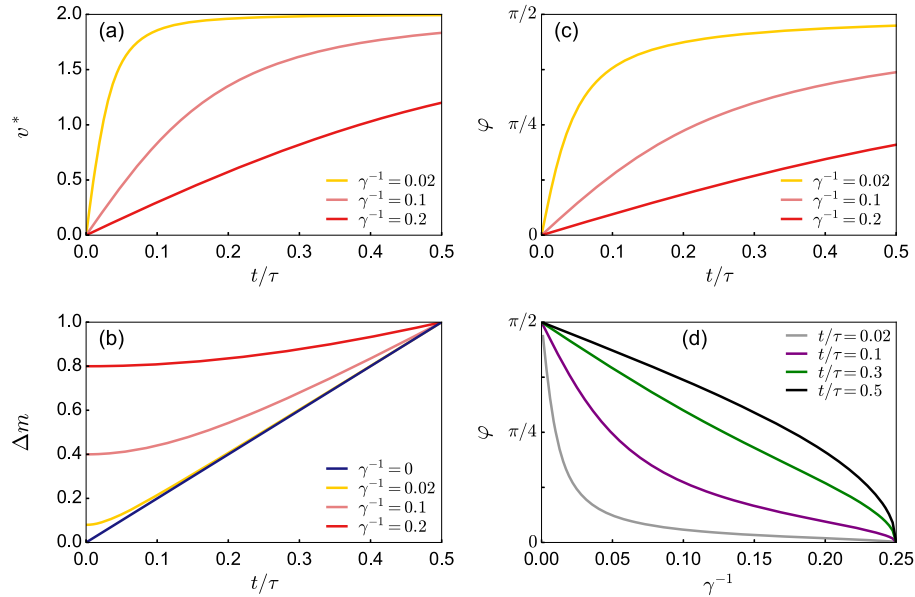 (a)
v*
2.0
1.5
1.0
0.5
0.0
0.0 0.1 0.2 0.3 0.4 0.5
t/τ
γ⁻¹ = 0.02
γ⁻¹ = 0.1
γ⁻¹ = 0.2
(c)
φ
π/2
π/4
0
0.0 0.1 0.2 0.3 0.4 0.5
t/τ
γ⁻¹ = 0.02
γ⁻¹ = 0.1
γ⁻¹ = 0.2
(b)
Δm
1.0
0.8
0.6
0.4
0.2
0.0
0.0 0.1 0.2 0.3 0.4 0.5
t/τ
γ⁻¹ = 0
γ⁻¹ = 0.02
γ⁻¹ = 0.1
γ⁻¹ = 0.2
(d)
φ
π/2
π/4
0
0.00 0.05 0.10 0.15 0.20 0.25
γ⁻¹
t/τ = 0.02
t/τ = 0.1
t/τ = 0.3
t/τ = 0.5